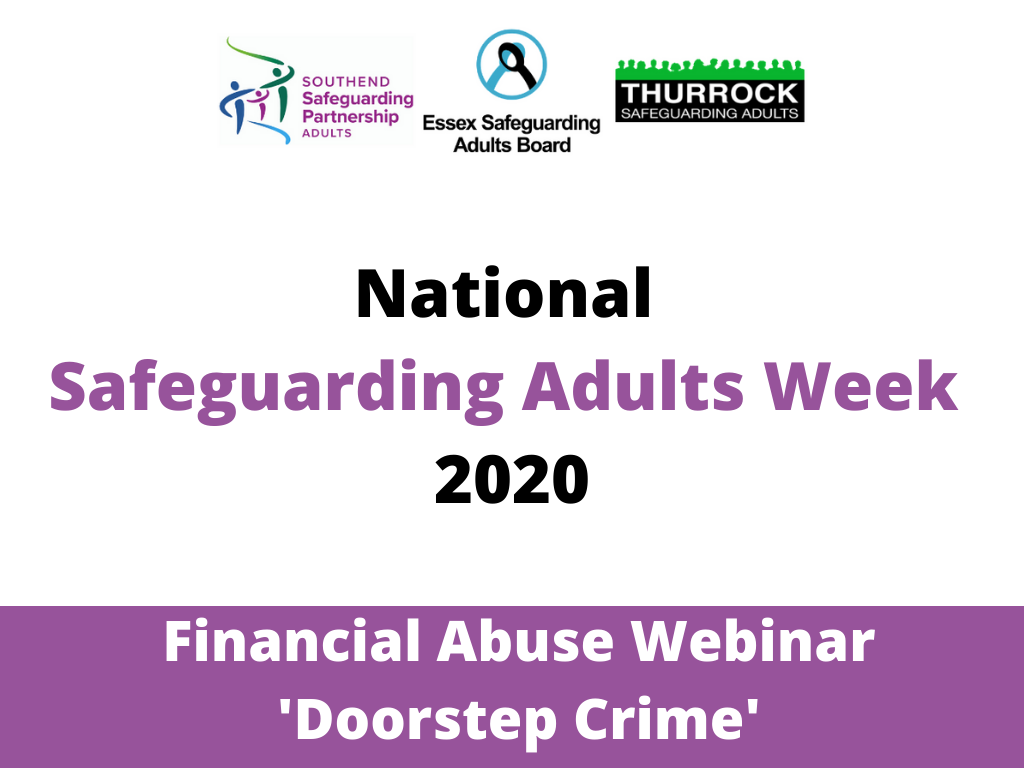 SOUTHEND
Safeguarding
Partnership
ADULTS
Essex Safeguarding
Adults Board
THURROCK
SAFEGUARDING ADULTS
National
Safeguarding Adults Week
2020
Financial Abuse Webinar
'Doorstep Crime'